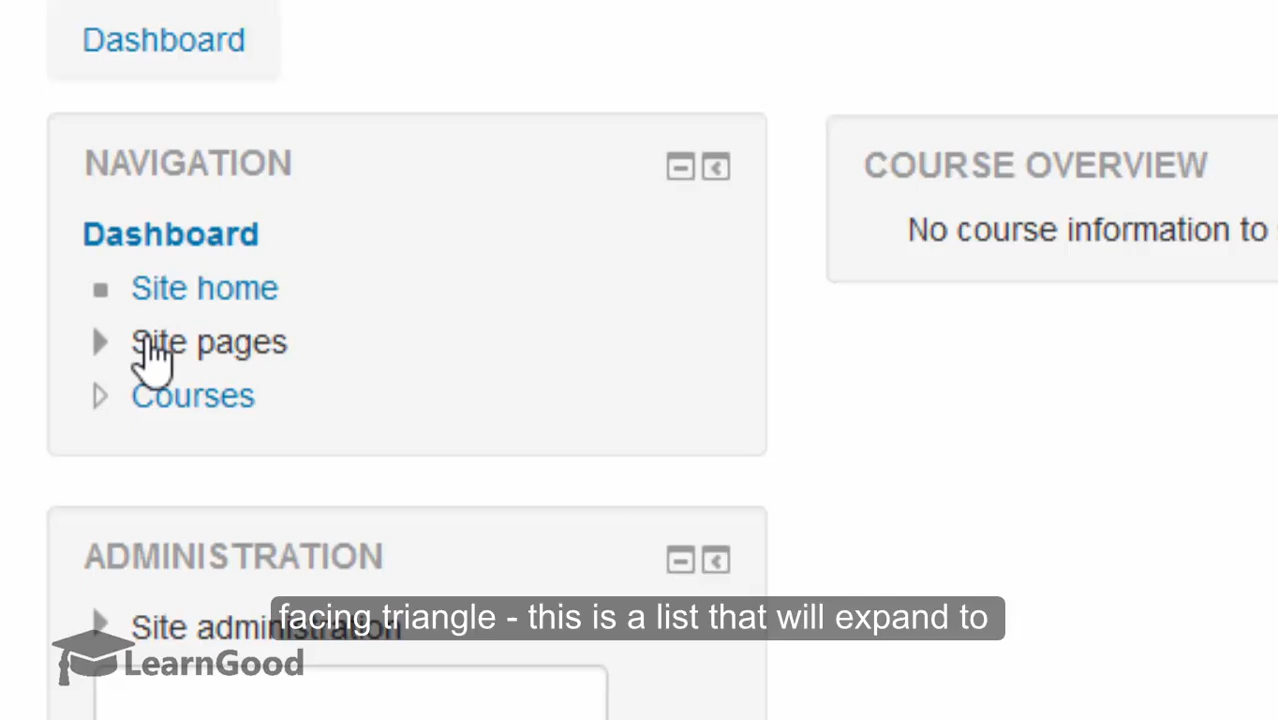 Dashboard
NAVIGATION
Dashboard
Site home
Site pages
Courses
COURSE OVERVIEW
No course information to
ADMINISTRATION
Site administration
facing triangle - this is a list that will expand to
LearnGood